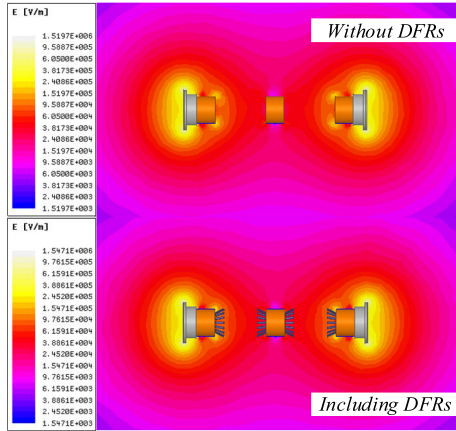 E [V/m]
Without DFRs
1.5197E+006
9.5887E+005
6.0500E+005
3.8173E+005
2.4086E+005
1.5197E+005
9.5887E+004
6.0500E+004
3.8173E+004
2.4086E+004
1.5197E+004
9.5887E+003
6.0500E+003
3.8173E+003
2.4086E+003
1.5197E+003
E [V/m]
1.5471E+006
9.7615E+005
6.1591E+005
3.8861E+005
2.4520E+005
1.5471E+005
9.7615E+004
6.1591E+004
3.8861E+004
2.4520E+004
1.5471E+004
9.7615E+003
6.1591E+003
3.8861E+003
2.4520E+003
1.5471E+003
Including DFRs